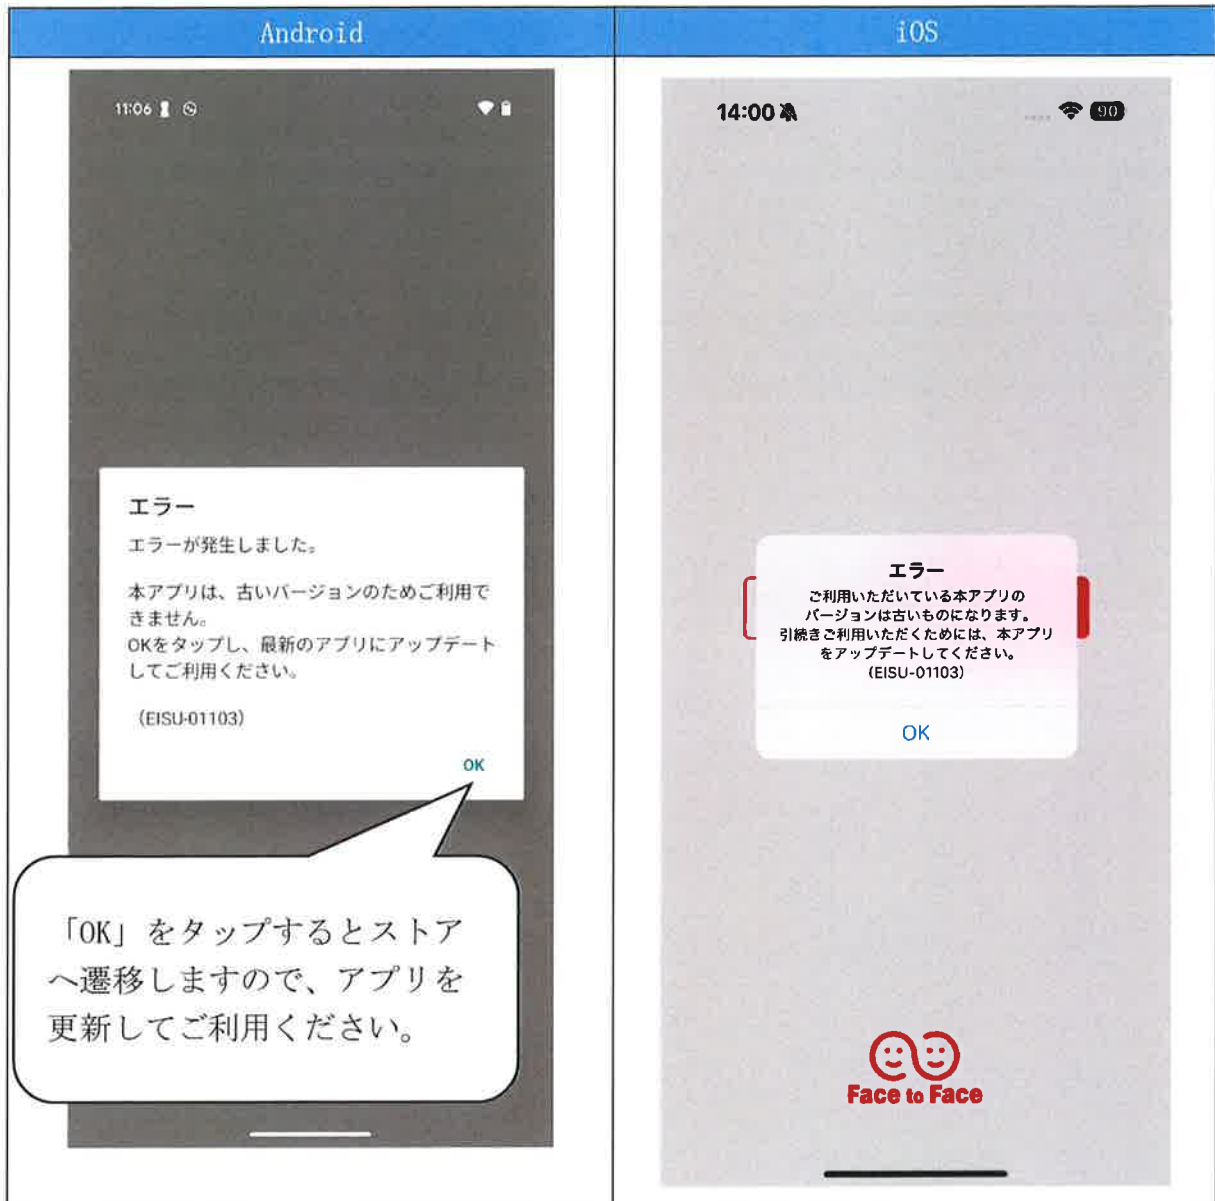 Android
iOS
11:06
エラー
エラーが発生しました。
本アプリは、古いバージョンのためご利用で
きません。
OKをタップし、最新のアプリにアップデート
してご利用ください。
(EISU-01103)
OK
「OK」をタップするとストア
へ遷移しますので、アプリを
更新してご利用ください。
14:00
90
エラー
ご利用いただいている本アプリの
バージョンは古いものになります。
引続きご利用いただくためには、本アプリ
をアップデートしてください。
(EISU-01103)
OK
Face to Face